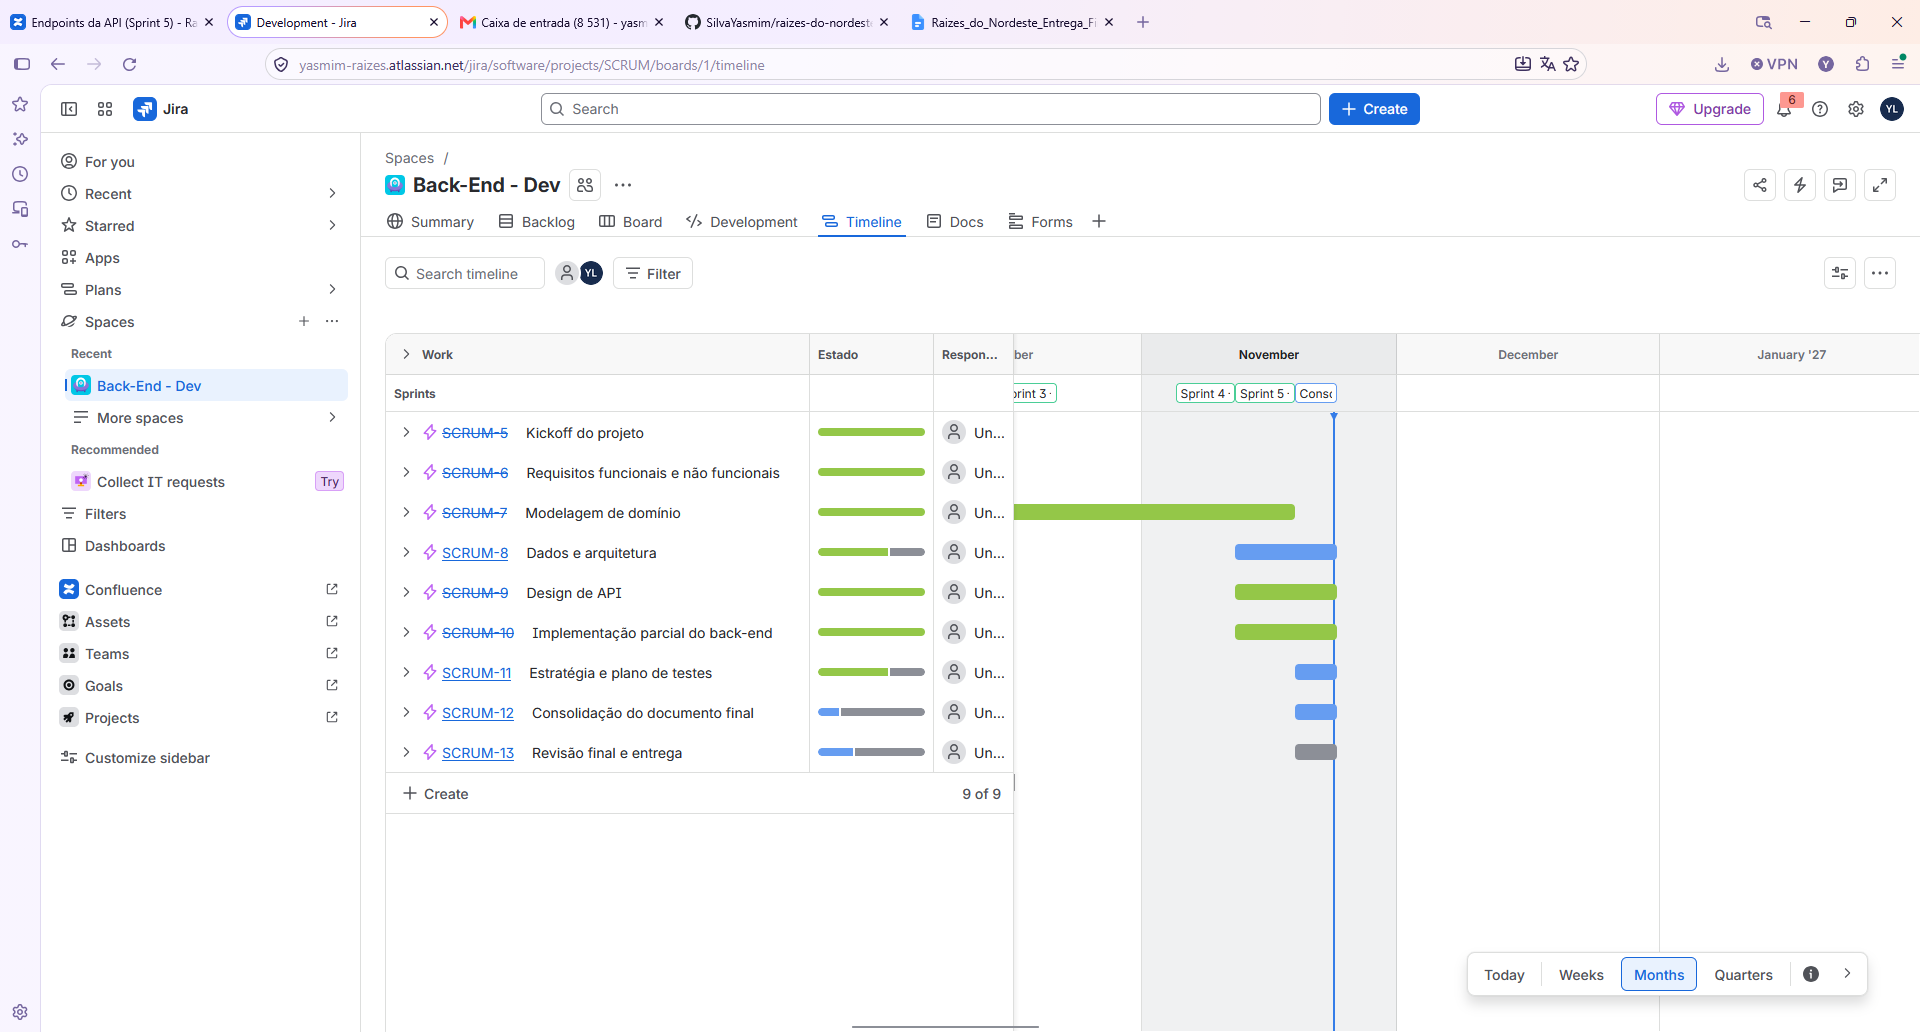 Endpoints da API (Sprint 5) - Ra
Development - Jira
Caixa de entrada (8 531) - yasm
SilvaYasmim/raizes-do-nordest
Raizes_do_Nordeste_Entrega_Fi
yasmim-raizes.atlassian.net/jira/software/projects/SCRUM/boards/1/timeline
VPN
Y
Jira
Search
Create
Upgrade
6
YL
For you
Recent
Starred
Apps
Plans
Spaces
Recent
Back-End - Dev
More spaces
Recommended
Collect IT requests
Try
Filters
Dashboards
Confluence
Assets
Teams
Goals
Projects
Customize sidebar
Spaces /
Back-End - Dev
Summary
Backlog
Board
Development
Timeline
Docs
Forms
Search timeline
YL
Filter
Work
Estado
Respon...
ber
November
December
January '27
Sprints
print 3 ·
Sprint 4 ·
Sprint 5 ·
Conso
SCRUM-5 Kickoff do projeto Un...
SCRUM-6 Requisitos funcionais e não funcionais Un...
SCRUM-7 Modelagem de domínio Un...
SCRUM-8 Dados e arquitetura Un...
SCRUM-9 Design de API Un...
SCRUM-10 Implementação parcial do back-end Un...
SCRUM-11 Estratégia e plano de testes Un...
SCRUM-12 Consolidação do documento final Un...
SCRUM-13 Revisão final e entrega Un...
Create
9 of 9
Today
Weeks
Months
Quarters